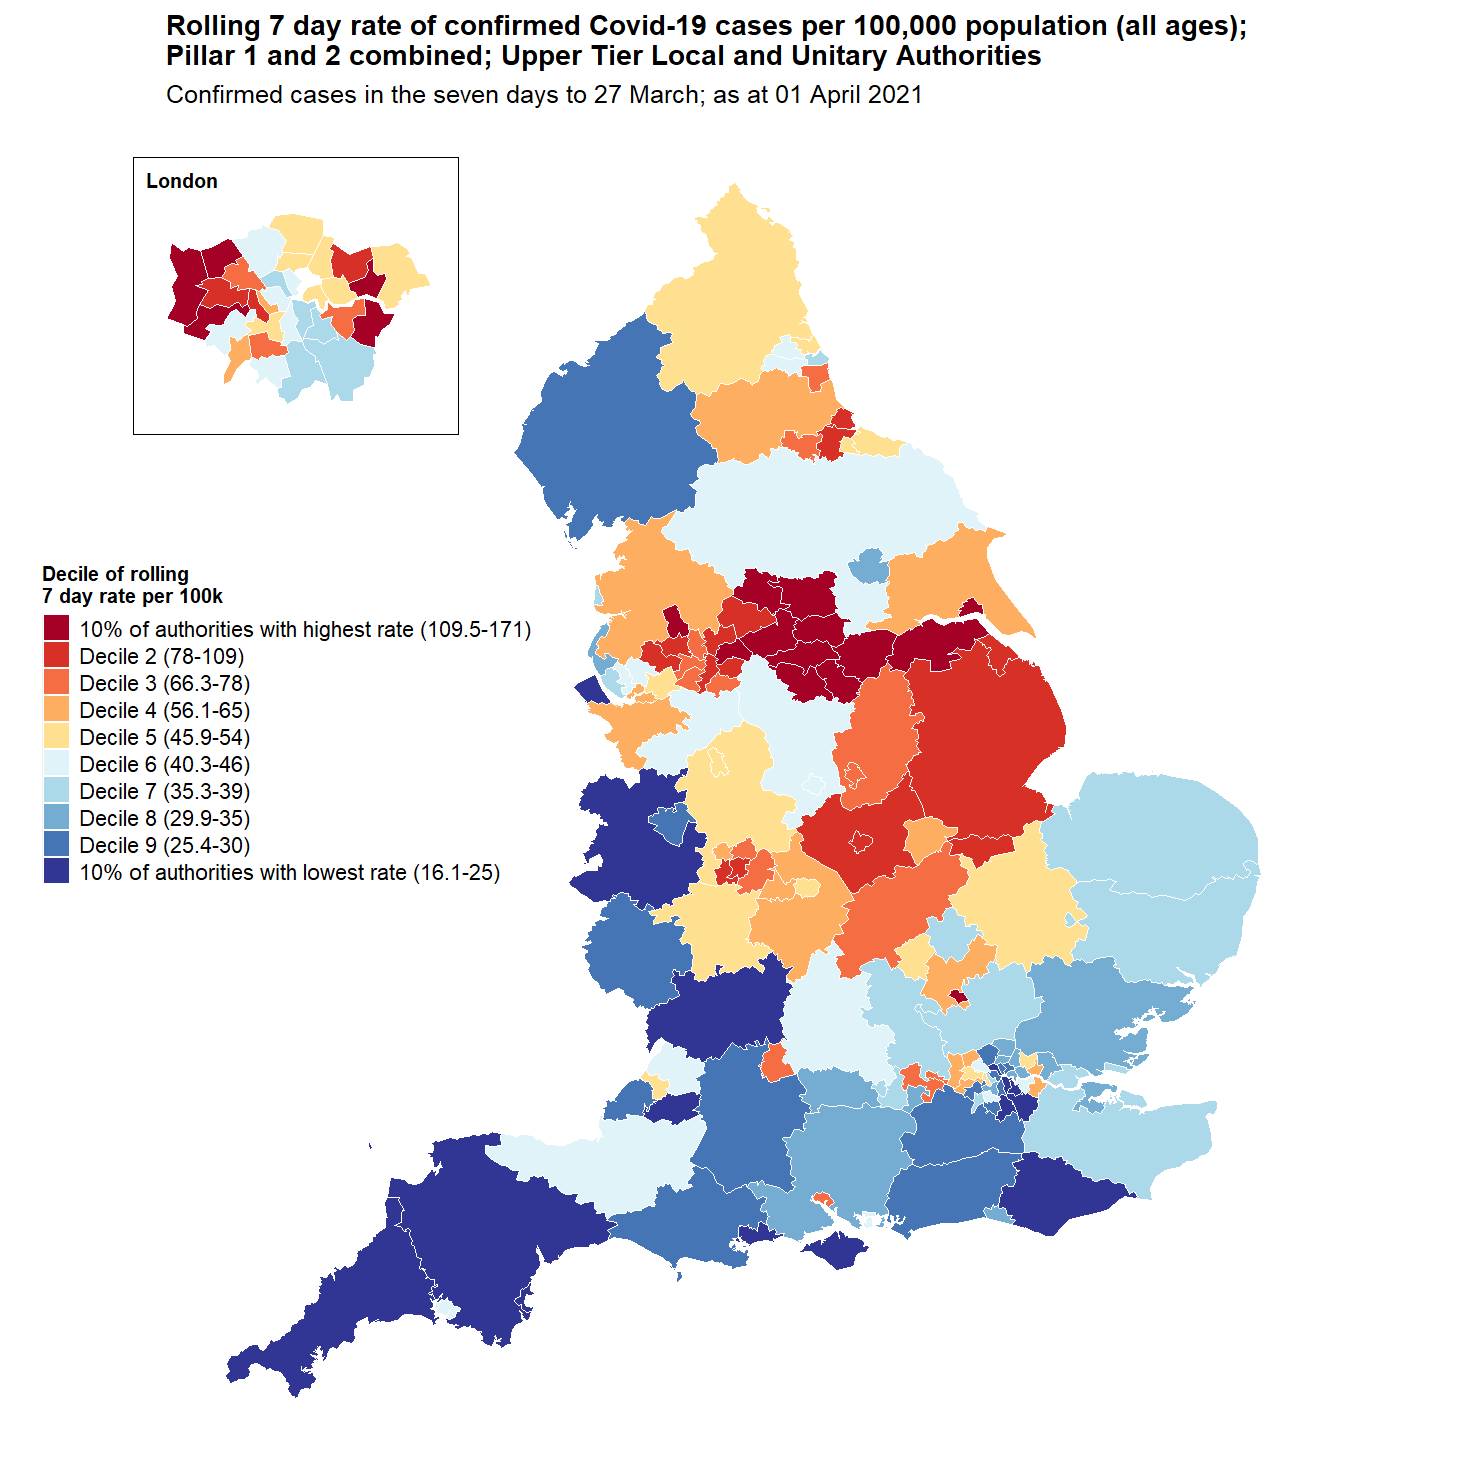 Rolling 7 day rate of confirmed Covid-19 cases per 100,000 population (all ages);
Pillar 1 and 2 combined; Upper Tier Local and Unitary Authorities
Confirmed cases in the seven days to 27 March; as at 01 April 2021
London
Decile of rolling
7 day rate per 100k
10% of authorities with highest rate (109.5-171)
Decile 2 (78-109)
Decile 3 (66.3-78)
Decile 4 (56.1-65)
Decile 5 (45.9-54)
Decile 6 (40.3-46)
Decile 7 (35.3-39)
Decile 8 (29.9-35)
Decile 9 (25.4-30)
10% of authorities with lowest rate (16.1-25)